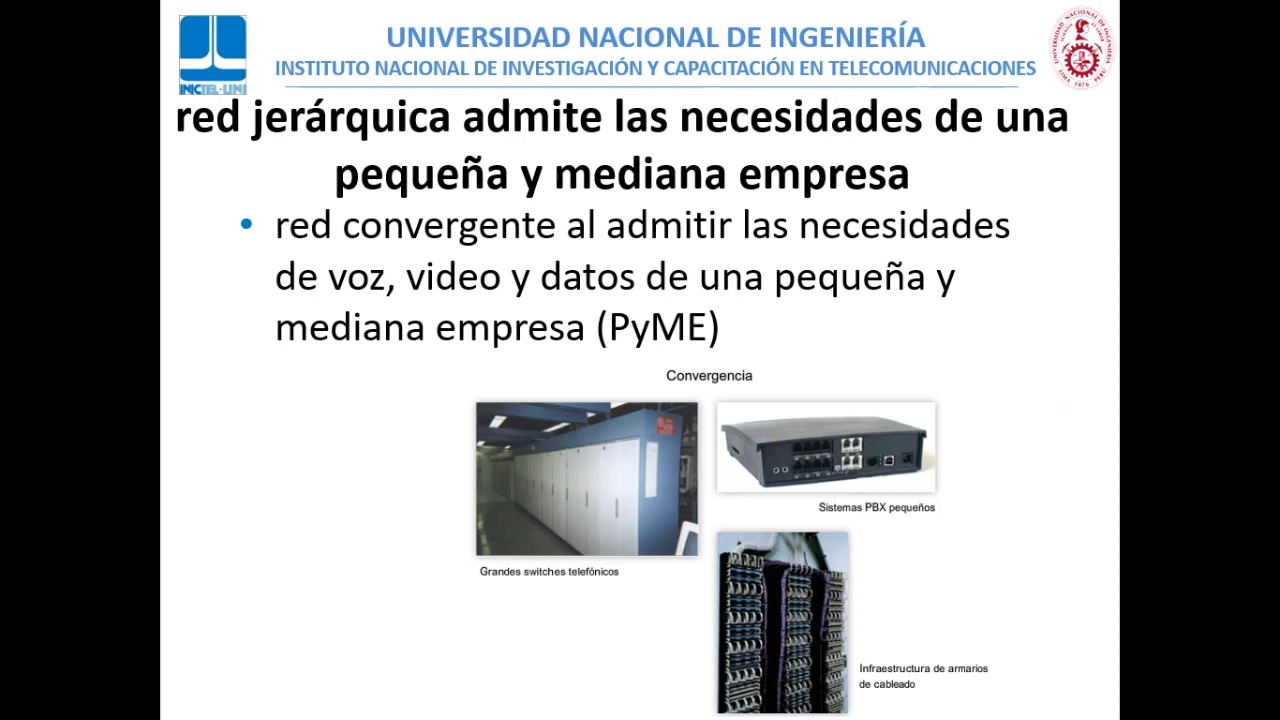 UNIVERSIDAD NACIONAL DE INGENIERÍA
INSTITUTO NACIONAL DE INVESTIGACIÓN Y CAPACITACIÓN EN TELECOMUNICACIONES
INICTEL-UNI
red jerárquica admite las necesidades de una
pequeña y mediana empresa
• red convergente al admitir las necesidades
de voz, video y datos de una pequeña y
mediana empresa (PyME)
Convergencia
Sistemas PBX pequeños
Grandes switches telefónicos
Infraestructura de armarios
de cableado